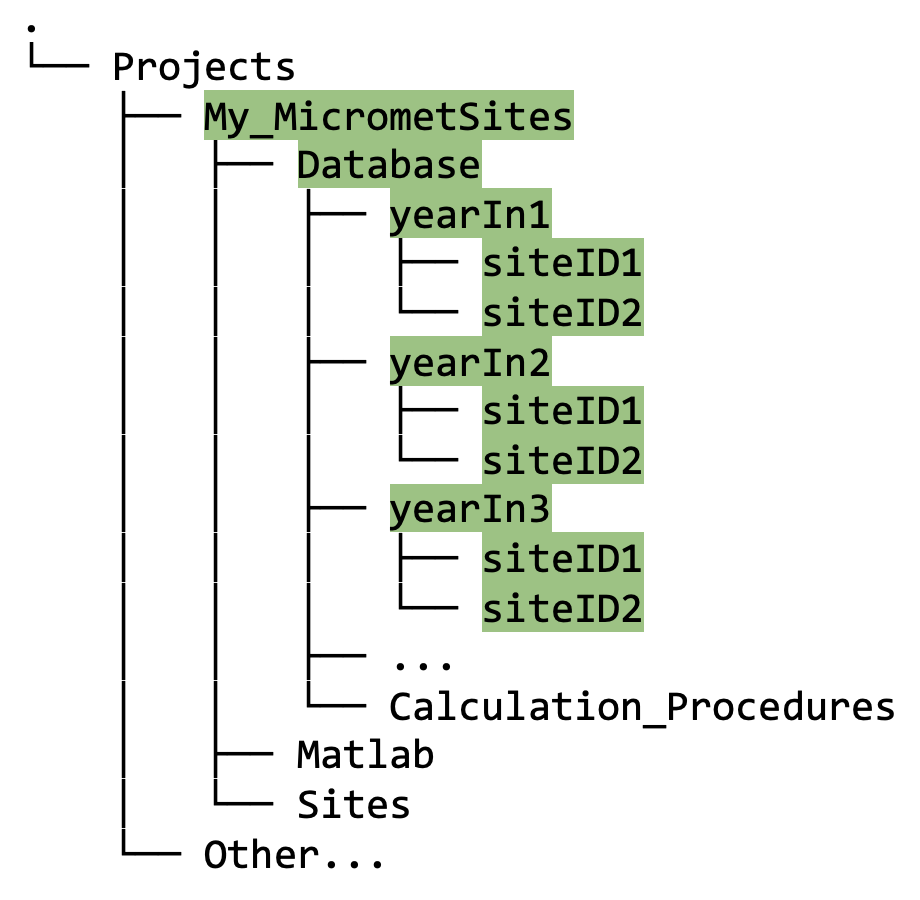 .
└── Projects
    ├── My_MicrometSites
    │   ├── Database
    │   │   ├── yearIn1
    │   │   │   ├── siteID1
    │   │   │   └── siteID2
    │   │   ├── yearIn2
    │   │   │   ├── siteID1
    │   │   │   └── siteID2
    │   │   ├── yearIn3
    │   │   │   ├── siteID1
    │   │   │   └── siteID2
    │   │   ├── ...
    │   │   └── Calculation_Procedures
    │   ├── Matlab
    │   └── Sites
    └── Other...